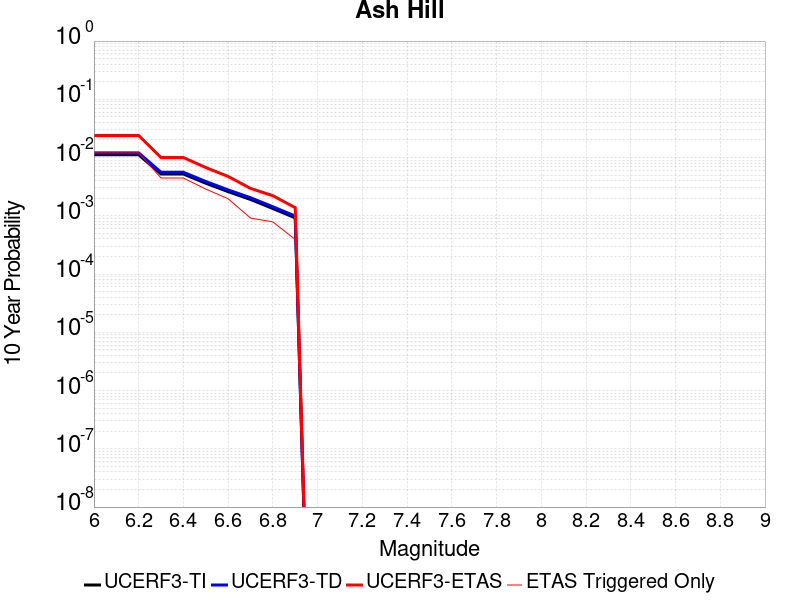 Ash Hill
10 Year Probability
10^0
10^-1
10^-2
10^-3
10^-4
10^-5
10^-6
10^-7
10^-8
6 6.2 6.4 6.6 6.8 7 7.2 7.4 7.6 7.8 8 8.2 8.4 8.6 8.8 9
Magnitude
UCERF3-TI UCERF3-TD UCERF3-ETAS ETAS Triggered Only